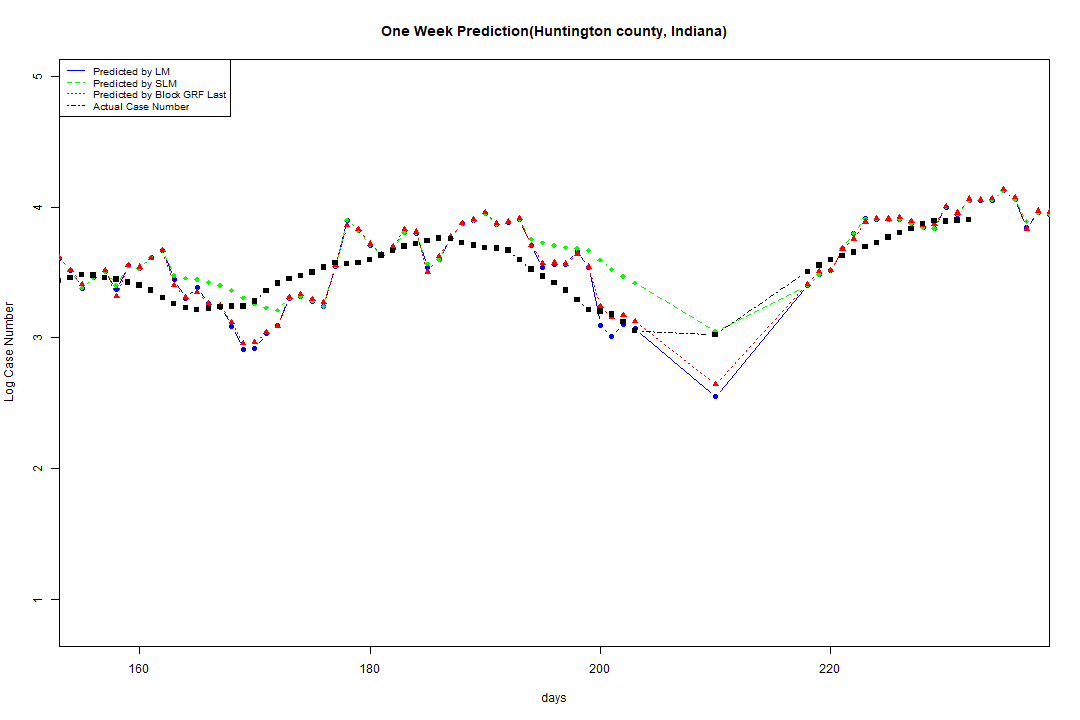 One Week Prediction(Huntington county, Indiana)
Predicted by LM
Predicted by SLM
Predicted by Block GRF Last
Actual Case Number
5
4
3
2
1
Log Case Number
160 180 200 220
days